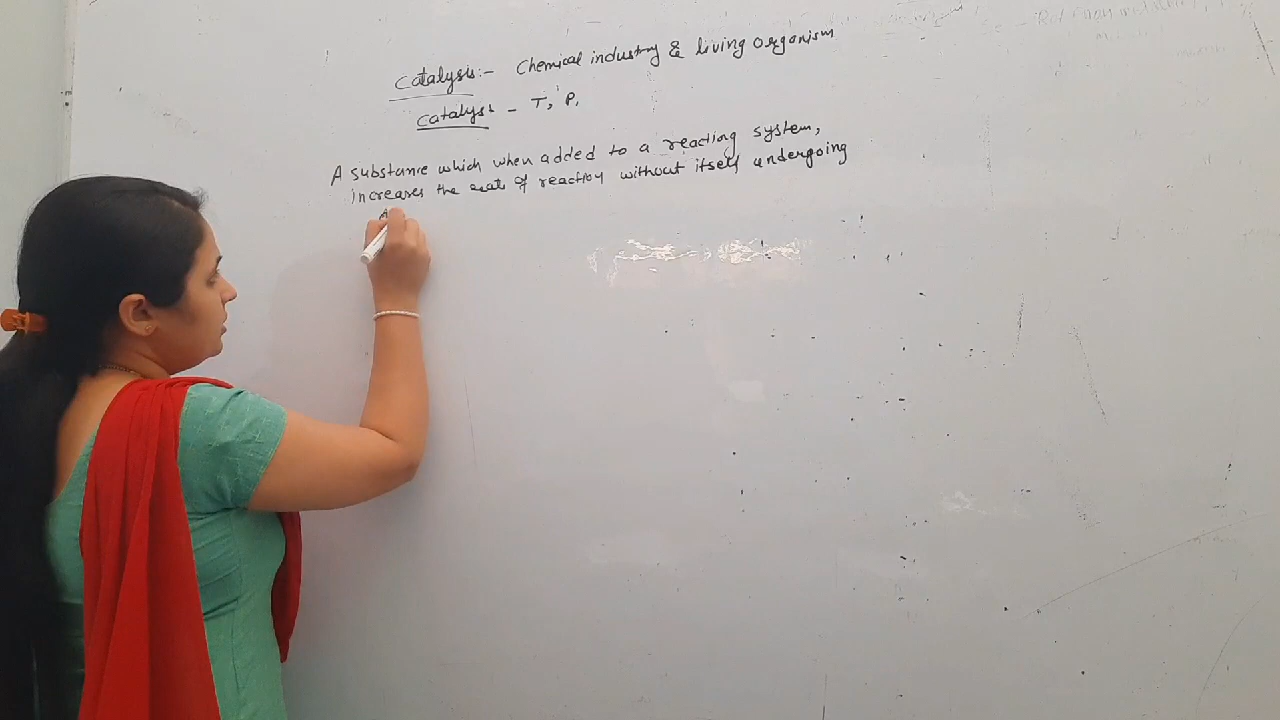 Catalysis:- Chemical industry & living organism
Catalyst - T, P,
A substance which when added to a reacting system,
increases the rate of reaction without itself undergoing